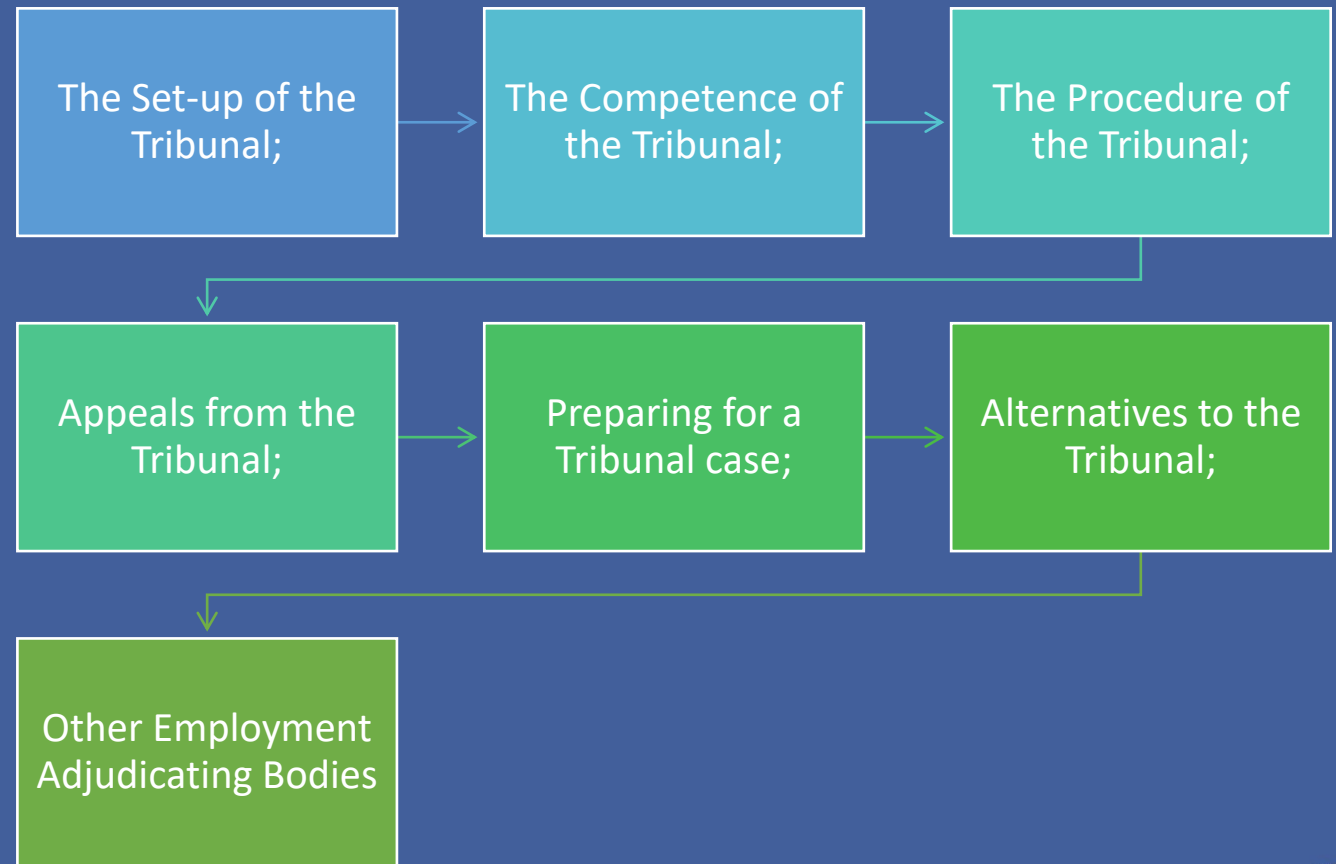 The Set-up of the
Tribunal;
The Competence of
the Tribunal;
The Procedure of
the Tribunal;
Appeals from the
Tribunal;
Preparing for a
Tribunal case;
Alternatives to the
Tribunal;
Other Employment
Adjudicating Bodies